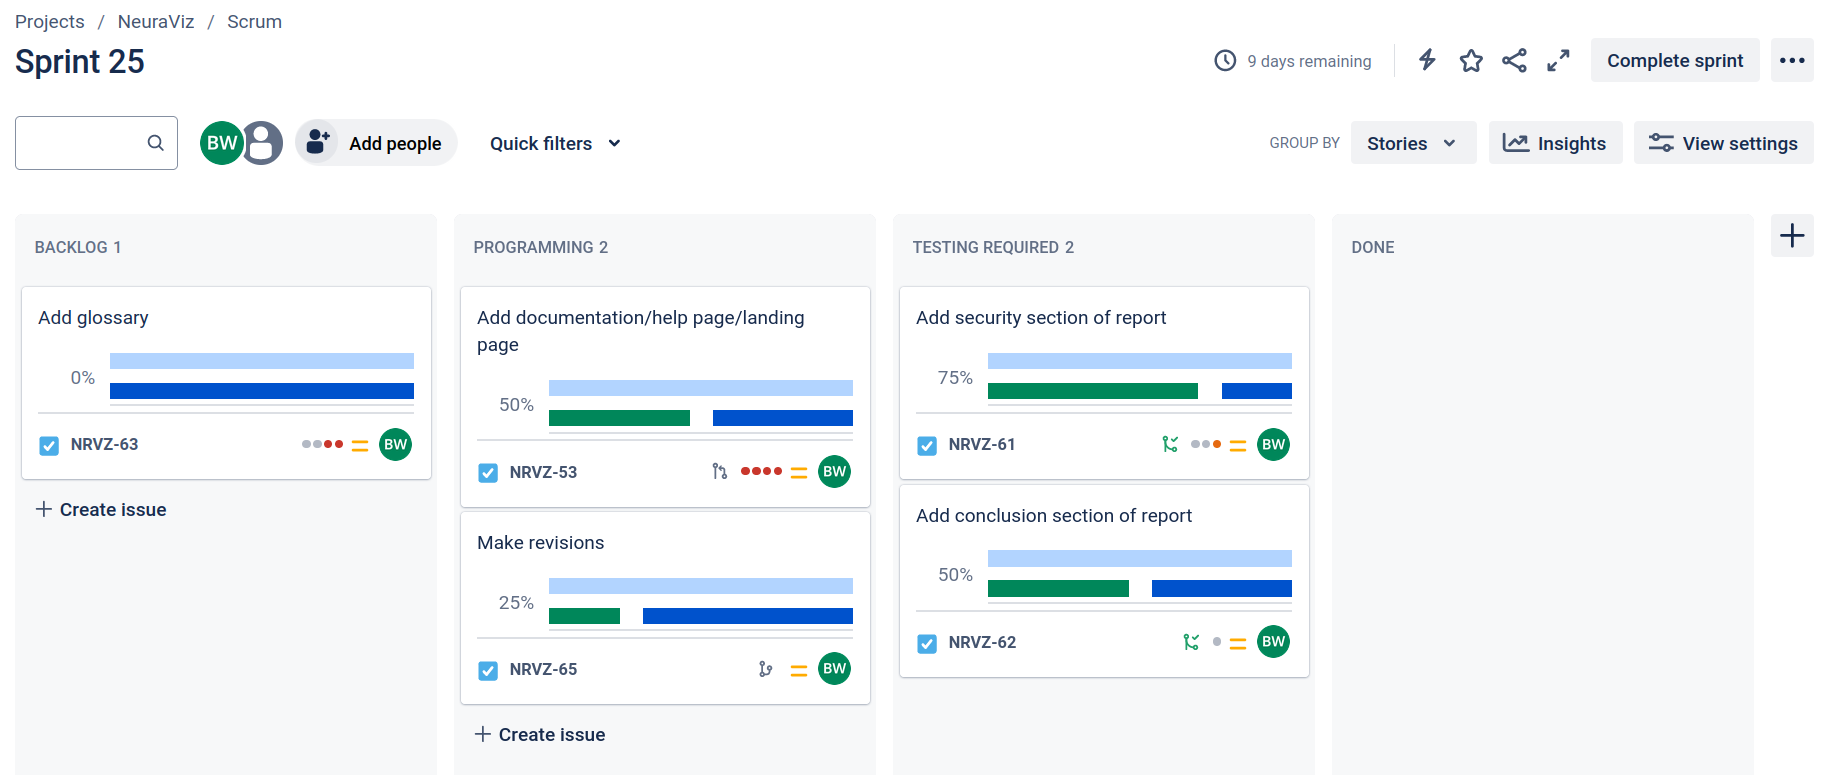 Projects / NeuraViz / Scrum
Sprint 25
9 days remaining
Complete sprint
BW
Add people
Quick filters
GROUP BY
Stories
Insights
View settings
BACKLOG 1
Add glossary
0%
NRVZ-63
BW
Create issue
PROGRAMMING 2
Add documentation/help page/landing
page
50%
NRVZ-53
BW
Make revisions
25%
NRVZ-65
BW
Create issue
TESTING REQUIRED 2
Add security section of report
75%
NRVZ-61
BW
Add conclusion section of report
50%
NRVZ-62
BW
DONE